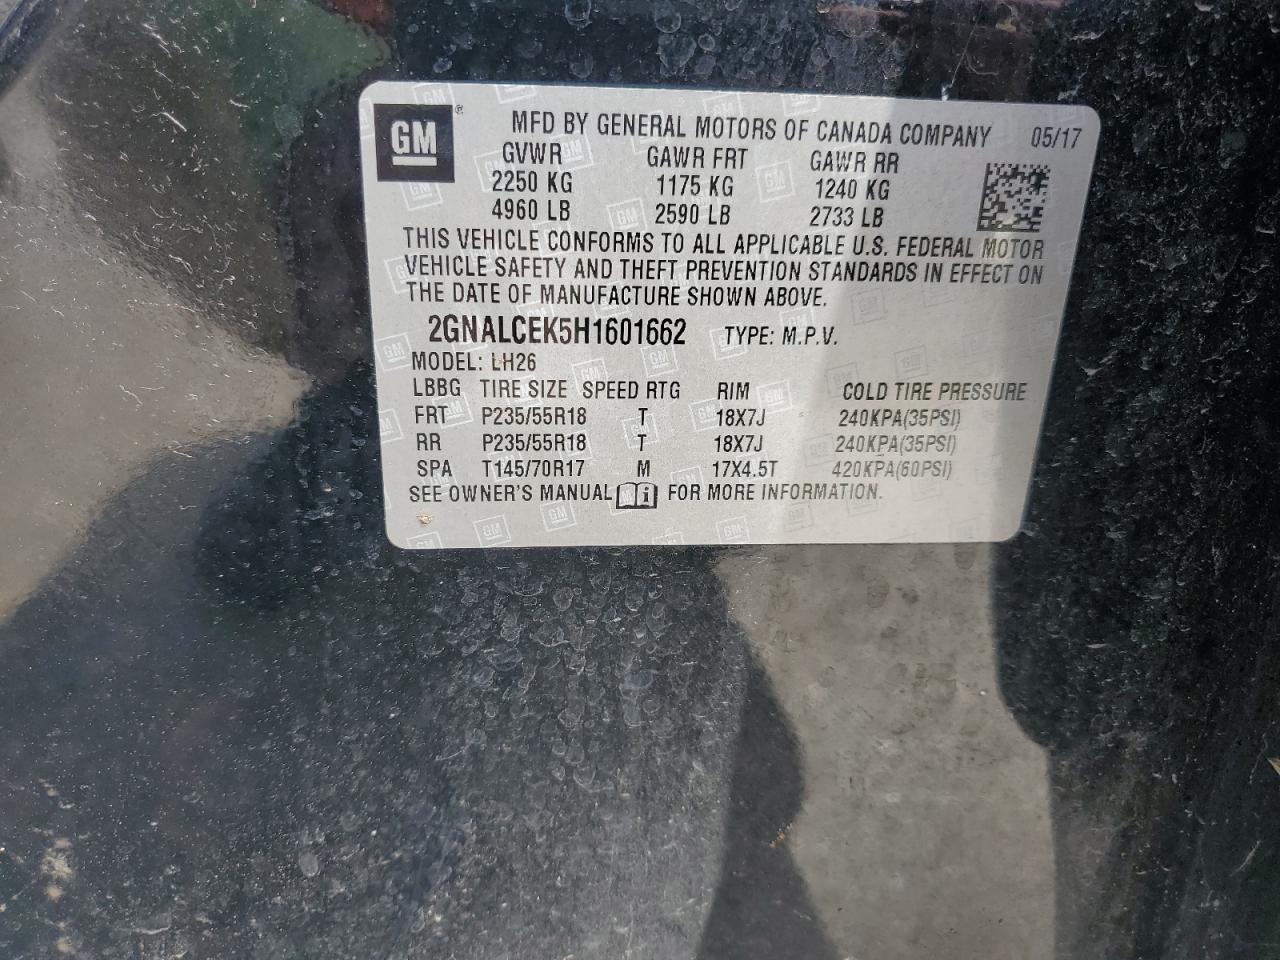 GM ®
MFD BY GENERAL MOTORS OF CANADA COMPANY 05/17
GVWR GAWR FRT GAWR RR
2250 KG 1175 KG 1240 KG
4960 LB 2590 LB 2733 LB
THIS VEHICLE CONFORMS TO ALL APPLICABLE U.S. FEDERAL MOTOR
VEHICLE SAFETY AND THEFT PREVENTION STANDARDS IN EFFECT ON
THE DATE OF MANUFACTURE SHOWN ABOVE.
2GNALCEK5H1601662 TYPE: M.P.V.
MODEL: LH26
LBBG TIRE SIZE SPEED RTG RIM COLD TIRE PRESSURE
FRT P235/55R18 T 18X7J 240KPA(35PSI)
RR P235/55R18 T 18X7J 240KPA(35PSI)
SPA T145/70R17 M 17X4.5T 420KPA(60PSI)
SEE OWNER'S MANUAL i FOR MORE INFORMATION.